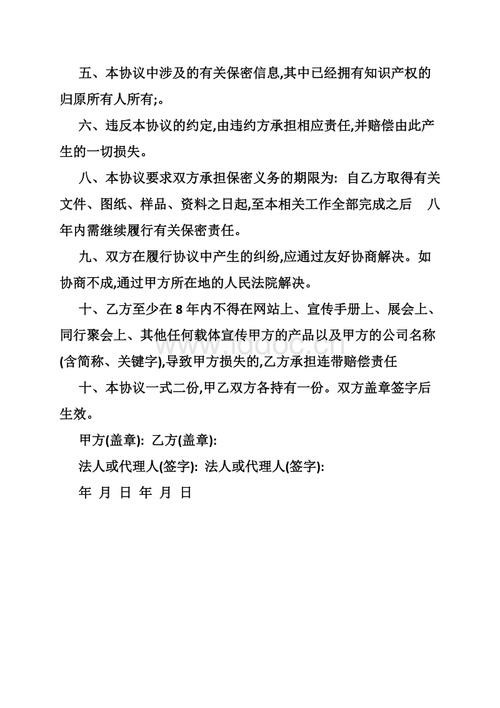 五、本协议中涉及的有关保密信息,其中已经拥有知识产权的
归原所有人所有;。
六、违反本协议的约定,由违约方承担相应责任,并赔偿由此产
生的一切损失。
八、本协议要求双方承担保密义务的期限为: 自乙方取得有关
文件、图纸、样品、资料之日起,至本相关工作全部完成之后 八
年内需继续履行有关保密责任。
九、双方在履行协议中产生的纠纷,应通过友好协商解决。如
协商不成,通过甲方所在地的人民法院解决。
十、乙方至少在8年内不得在网站上、宣传手册上、展会上、
同行聚会上、其他任何载体宣传甲方的产品以及甲方的公司名称
(含简称、关键字),导致甲方损失的,乙方承担连带赔偿责任
十、本协议一式二份,甲乙双方各持有一份。双方盖章签字后
生效。
甲方(盖章): 乙方(盖章):
法人或代理人(签字): 法人或代理人(签字):
年 月 日 年 月 日